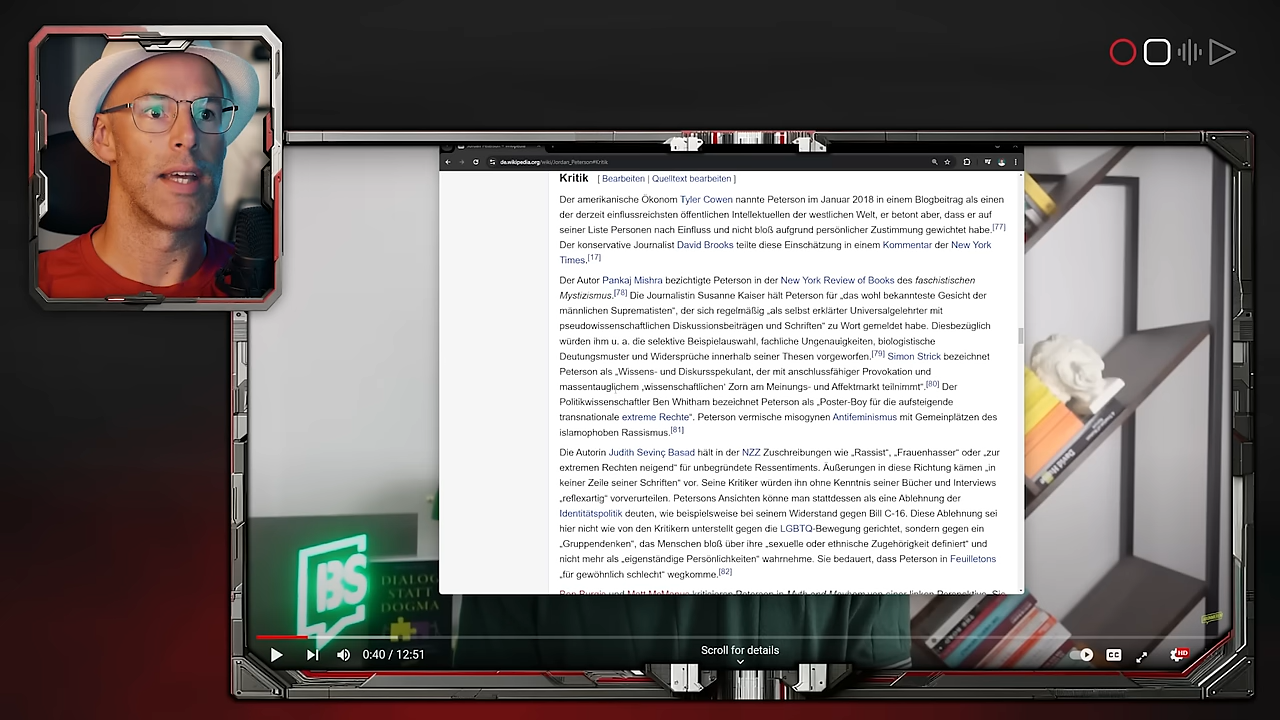 de.wikipedia.org/wiki/Jordan_Peterson#Kritik
Kritik [ Bearbeiten | Quelltext bearbeiten ]
Der amerikanische Ökonom Tyler Cowen nannte Peterson im Januar 2018 in einem Blogbeitrag als einen
der derzeit einflussreichsten öffentlichen Intellektuellen der westlichen Welt, er betont aber, dass er auf
seiner Liste Personen nach Einfluss und nicht bloß aufgrund persönlicher Zustimmung gewichtet habe.[77]
Der konservative Journalist David Brooks teilte diese Einschätzung in einem Kommentar der New York
Times.[17]
Der Autor Pankaj Mishra bezichtigte Peterson in der New York Review of Books des faschistischen
Mystizismus.[78] Die Journalistin Susanne Kaiser hält Peterson für „das wohl bekannteste Gesicht der
männlichen Suprematisten“, der sich regelmäßig „als selbst erklärter Universalgelehrter mit
pseudowissenschaftlichen Diskussionsbeiträgen und Schriften“ zu Wort gemeldet habe. Diesbezüglich
würden ihm u. a. die selektive Beispielauswahl, fachliche Ungenauigkeiten, biologistische
Deutungsmuster und Widersprüche innerhalb seiner Thesen vorgeworfen.[79] Simon Strick bezeichnet
Peterson als „Wissens- und Diskursspekulant, der mit anschlussfähiger Provokation und
massentauglichem ‚wissenschaftlichen‘ Zorn am Meinungs- und Affektmarkt teilnimmt“.[80] Der
Politikwissenschaftler Ben Whitham bezeichnet Peterson als „Poster-Boy für die aufsteigende
transnationale extreme Rechte“. Peterson vermische misogynen Antifeminismus mit Gemeinplätzen des
islamophoben Rassismus.[81]
Die Autorin Judith Sevinç Basad hält in der NZZ Zuschreibungen wie „Rassist“, „Frauenhasser“ oder „zur
extremen Rechten neigend“ für unbegründete Ressentiments. Äußerungen in diese Richtung kämen „in
keiner Zeile seiner Schriften“ vor. Seine Kritiker würden ihn ohne Kenntnis seiner Bücher und Interviews
„reflexartig“ vorverurteilen. Petersons Ansichten könne man stattdessen als eine Ablehnung der
Identitätspolitik deuten, wie beispielsweise bei seinem Widerstand gegen Bill C-16. Diese Ablehnung sei
hier nicht wie von den Kritikern unterstellt gegen die LGBTQ-Bewegung gerichtet, sondern gegen ein
„Gruppendenken“, das Menschen bloß über ihre „sexuelle oder ethnische Zugehörigkeit definiert“ und
nicht mehr als „eigenständige Persönlichkeiten“ wahrnehme. Sie bedauert, dass Peterson in Feuilletons
„für gewöhnlich schlecht“ wegkomme.[82]
BS
DIALOG
STATT
DOGMA
0:40 / 12:51
Scroll for details
CC
HD